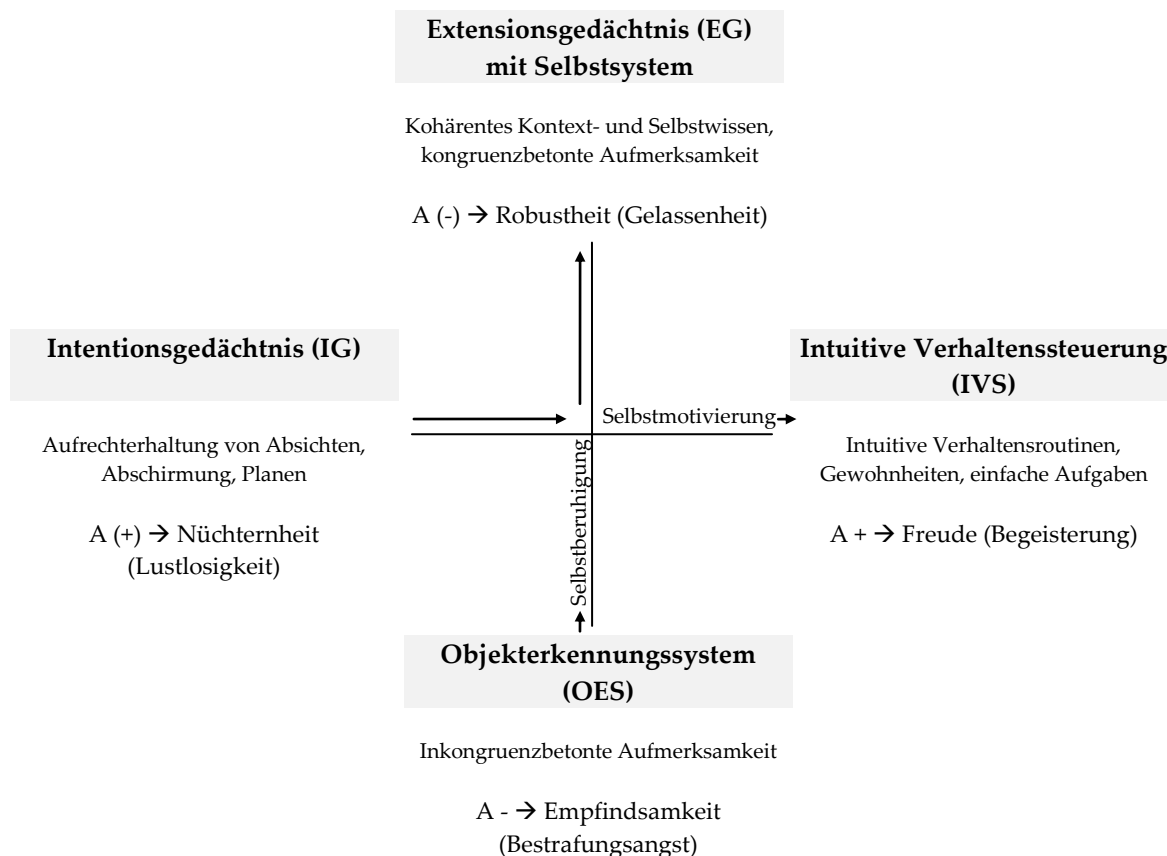 Extensionsgedächtnis (EG)
mit Selbstsystem
Kohärentes Kontext- und Selbstwissen,
kongruenzbetonte Aufmerksamkeit
A (-) → Robustheit (Gelassenheit)
Intentionsgedächtnis (IG)
Aufrechterhaltung von Absichten,
Abschirmung, Planen
A (+) → Nüchternheit
(Lustlosigkeit)
Selbstmotivierung
Selbstberuhigung
Intuitive Verhaltenssteuerung
(IVS)
Intuitive Verhaltensroutinen,
Gewohnheiten, einfache Aufgaben
A + → Freude (Begeisterung)
Objekterkennungssystem
(OES)
Inkongruenzbetonte Aufmerksamkeit
A - → Empfindsamkeit
(Bestrafungsangst)